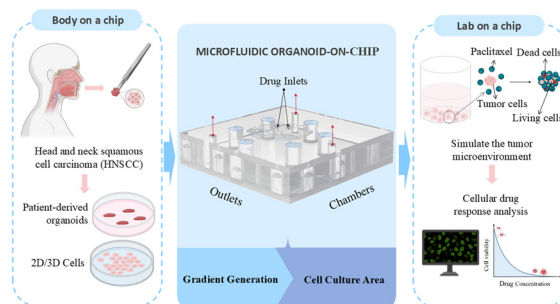 Body on a chip
Head and neck squamous
cell carcinoma (HNSCC)
Patient-derived
organoids
2D/3D Cells
MICROFLUIDIC ORGANOID-ON-CHIP
Drug Inlets
Outlets
Chambers
Gradient Generation
Cell Culture Area
Lab on a chip
Paclitaxel
Dead cells
Tumor cells
Living cells
Simulate the tumor
microenvironment
Cellular drug
response analysis
Cell viability
Drug Concentration